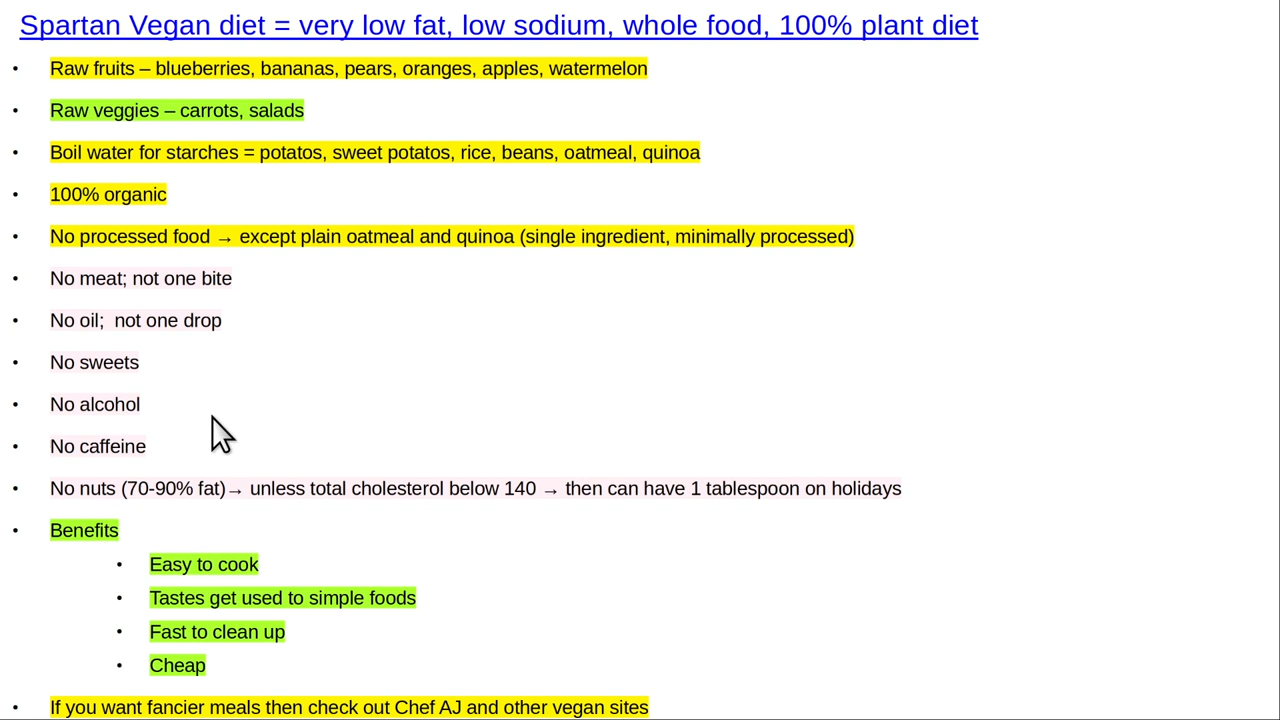 Spartan Vegan diet = very low fat, low sodium, whole food, 100% plant diet
• Raw fruits – blueberries, bananas, pears, oranges, apples, watermelon
• Raw veggies – carrots, salads
• Boil water for starches = potatos, sweet potatos, rice, beans, oatmeal, quinoa
• 100% organic
• No processed food → except plain oatmeal and quinoa (single ingredient, minimally processed)
• No meat; not one bite
• No oil;  not one drop
• No sweets
• No alcohol
• No caffeine
• No nuts (70-90% fat)→ unless total cholesterol below 140 → then can have 1 tablespoon on holidays
• Benefits
• Easy to cook
• Tastes get used to simple foods
• Fast to clean up
• Cheap
• If you want fancier meals then check out Chef AJ and other vegan sites